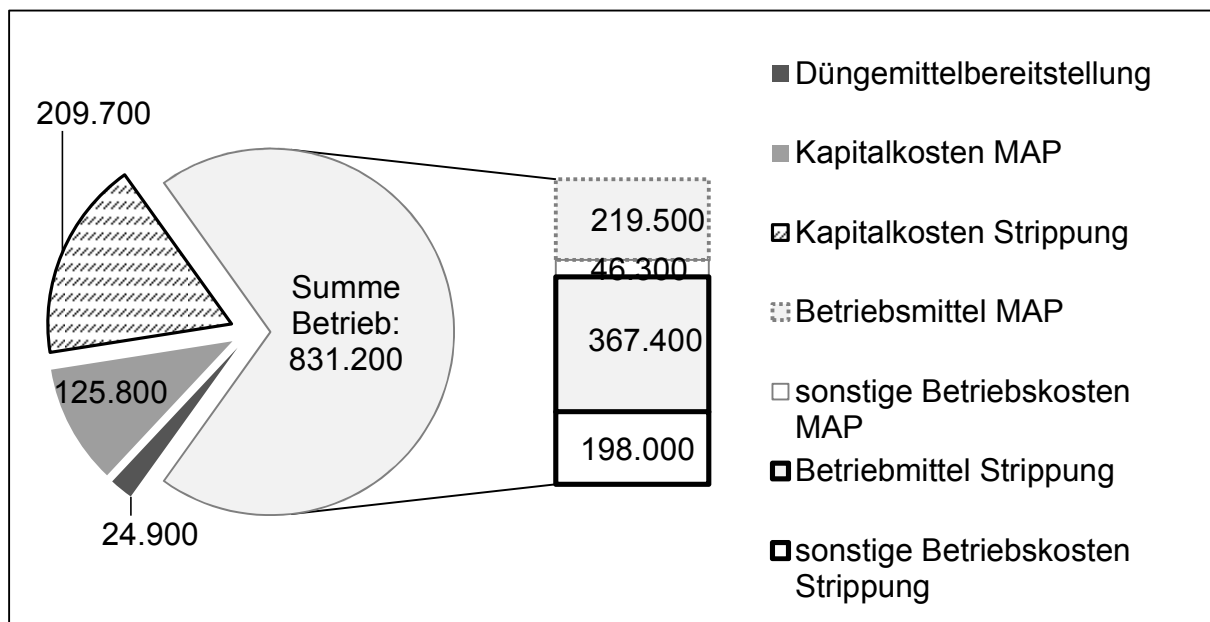 209.700
125.800
24.900
Summe
Betrieb:
831.200
219.500
46.300
367.400
198.000
Düngemittelbereitstellung
Kapitalkosten MAP
Kapitalkosten Strippung
Betriebsmittel MAP
sonstige Betriebskosten
MAP
Betriebmittel Strippung
sonstige Betriebskosten
Strippung